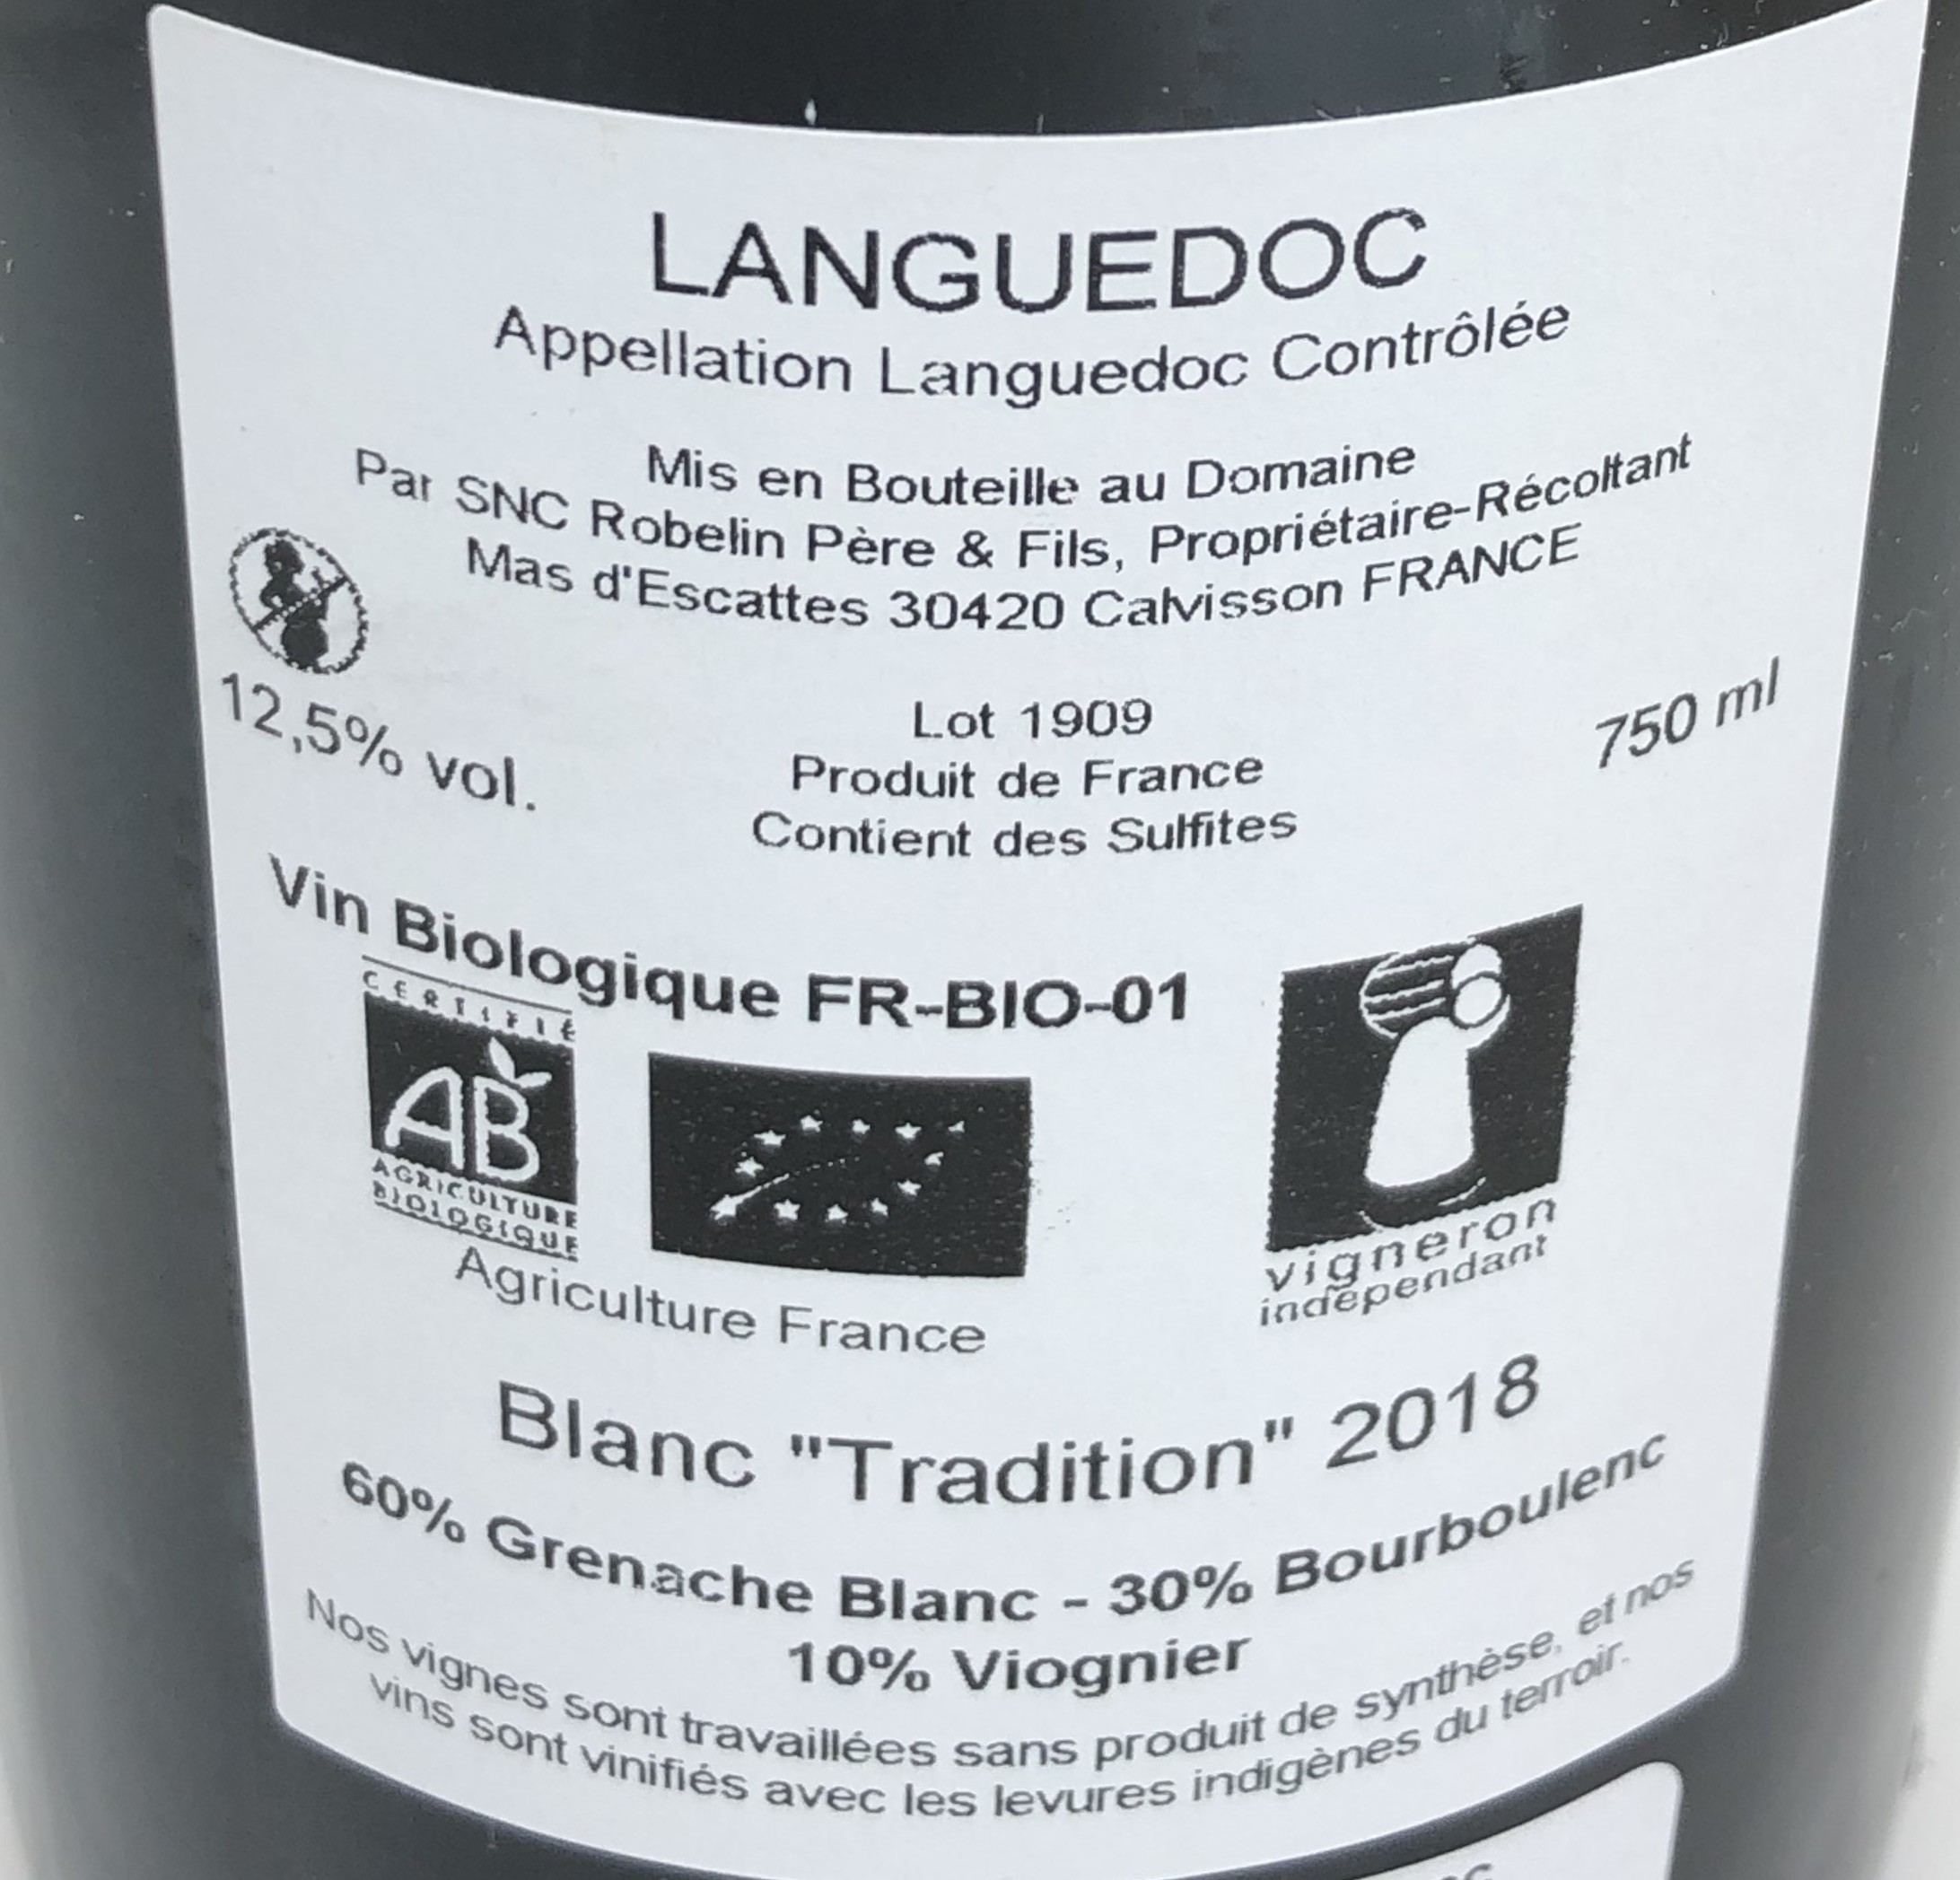 LANGUEDOC
Appellation Languedoc Contrôlée
Mis en Bouteille au Domaine
Par SNC Robelin Père & Fils, Propriétaire-Récoltant
Mas d'Escattes 30420 Calvisson FRANCE
12,5% vol.
Lot 1909
750 ml
Produit de France
Contient des Sulfites
Vin Biologique FR-BIO-01
CERTIFIÉ
AB
AGRICULTURE
BIOLOGIQUE
Agriculture France
vigneron
indépendant
Blanc "Tradition" 2018
60% Grenache Blanc - 30% Bourboulenc
10% Viognier
Nos vignes sont travaillées sans produit de synthèse, et nos
vins sont vinifiés avec les levures indigènes du terroir.